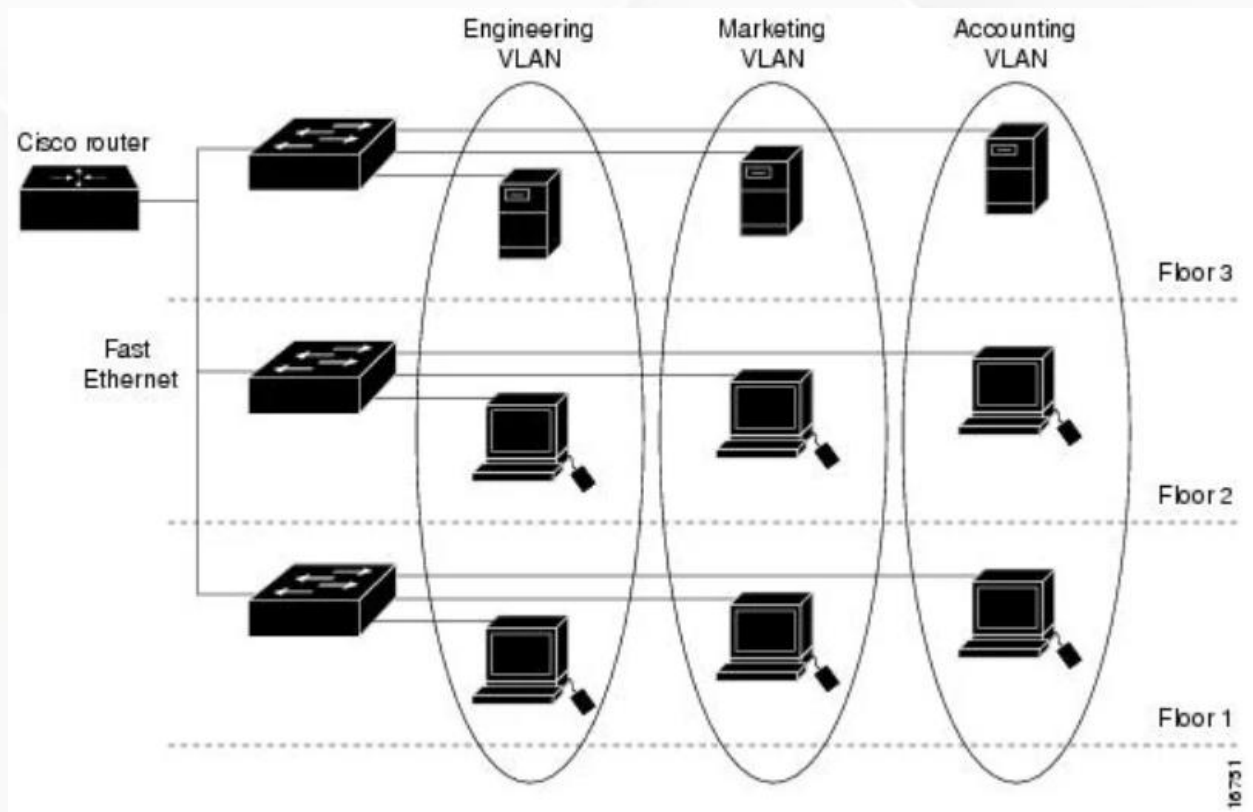 Engineering
VLAN
Marketing
VLAN
Accounting
VLAN
Cisco router
Floor 3
Fast
Ethernet
Floor 2
Floor 1
16751